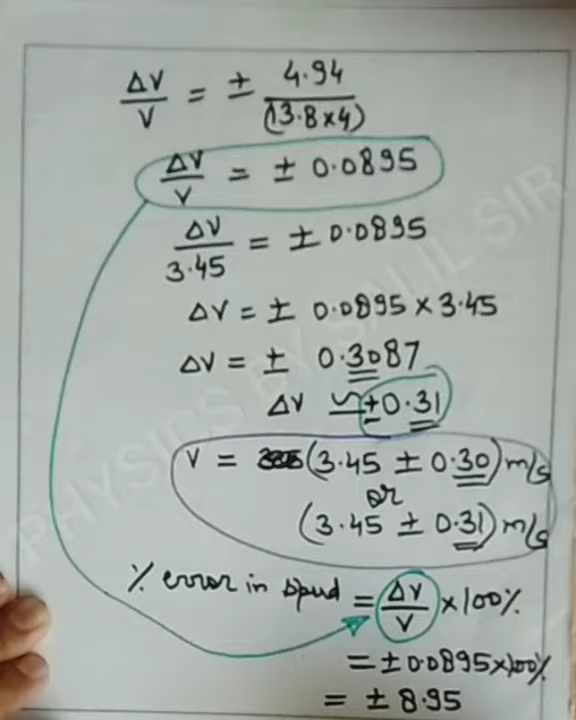 ΔV/V = ± 4.94/(13.8×4)
ΔV/V = ± 0.0895
ΔV/3.45 = ± 0.0895
ΔV = ± 0.0895 × 3.45
ΔV = ± 0.3087
ΔV ≃ ±0.31
V = (3.45 ± 0.30) m/s
or
(3.45 ± 0.31) m/s
% error in speed = ΔV/V × 100%
= ± 0.0895 × 100%
= ± 8.95
PHYSICS BY SALIL SIR